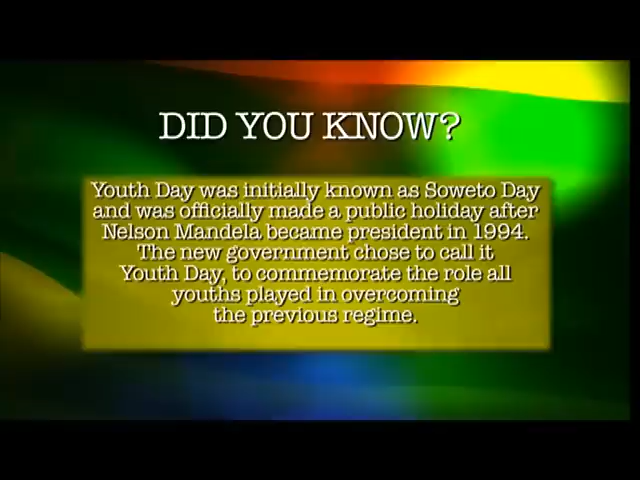 DID YOU KNOW?
Youth Day was initially known as Soweto Day
and was officially made a public holiday after
Nelson Mandela became president in 1994.
The new government chose to call it
Youth Day, to commemorate the role all
youths played in overcoming
the previous regime.